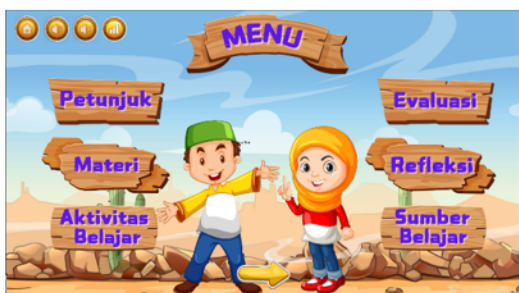 MENU
Petunjuk
Materi
Aktivitas
Belajar
Evaluasi
Refleksi
Sumber
Belajar